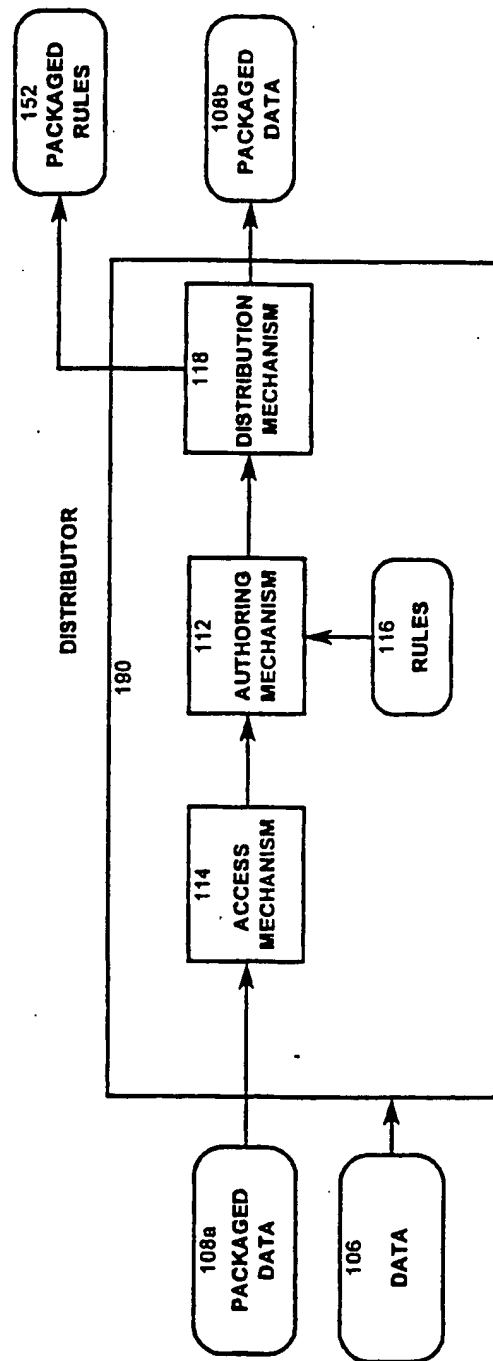 DISTRIBUTOR
190
108a
PACKAGED
DATA
106
DATA
114
ACCESS
MECHANISM
112
AUTHORING
MECHANISM
116
RULES
118
DISTRIBUTION
MECHANISM
152
PACKAGED
RULES
108b
PACKAGED
DATA